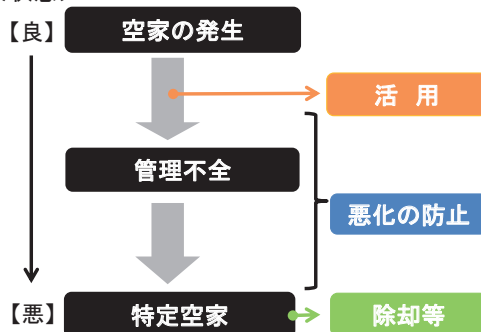 【良】 空家の発生
活 用
管理不全
悪化の防止
【悪】 特定空家 除却等